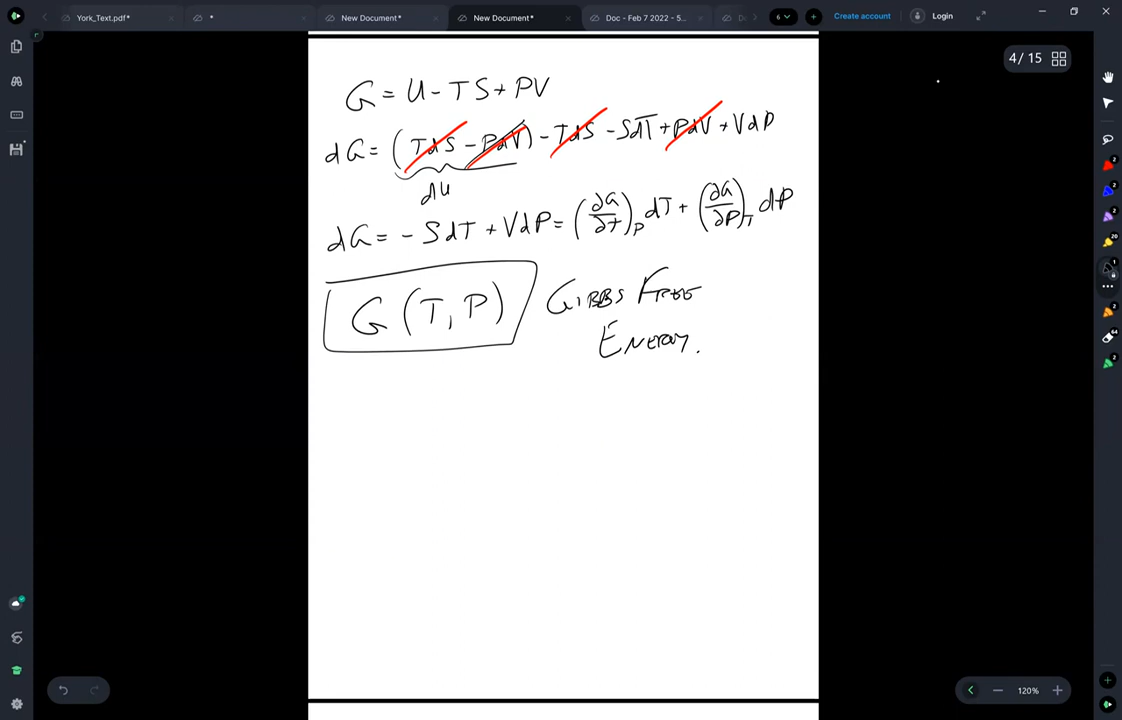 York_Text.pdf*
*
New Document*
New Document*
Doc - Feb 7 2022 - 5...
6
Create account
Login
4 / 15
G = U - TS + PV
dG = (TdS - PdV) - TdS - SdT + PdV + VdP
dU
dG = - SdT + VdP = (∂G/∂T)_P dT + (∂G/∂P)_T dP
G (T, P) GIBBS FREE
ENERGY.
120%